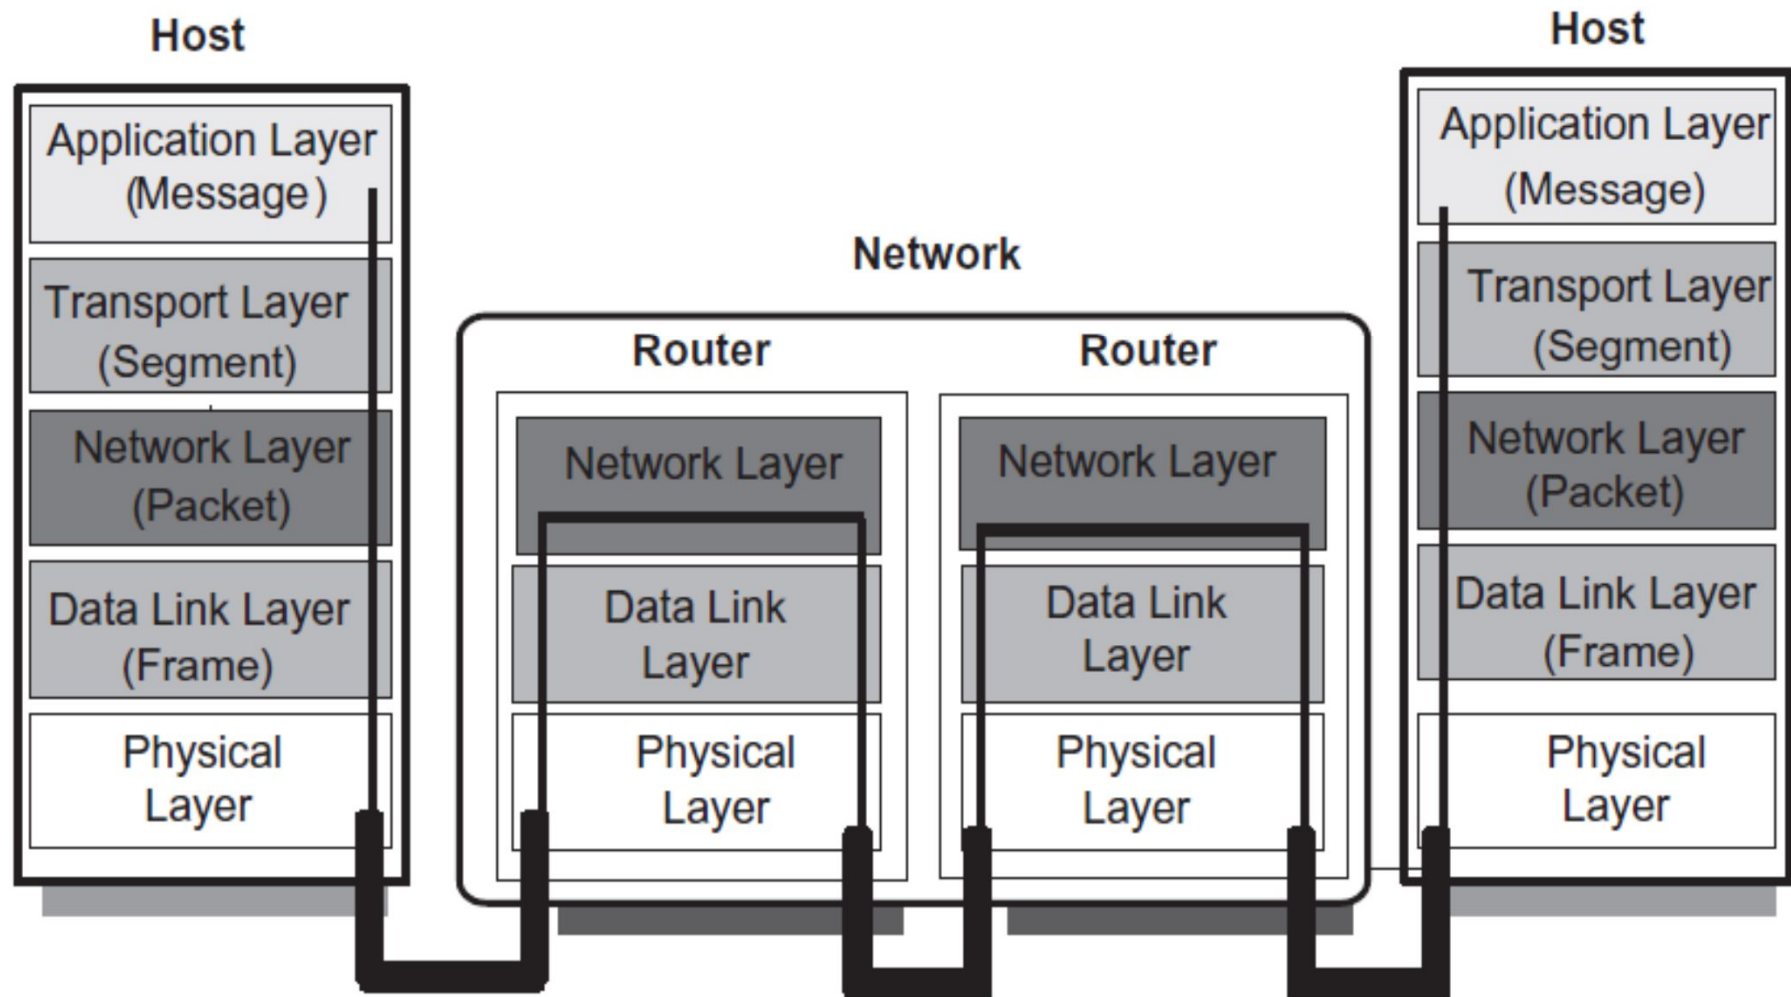 Host
Application Layer
(Message)
Transport Layer
(Segment)
Network Layer
(Packet)
Data Link Layer
(Frame)
Physical
Layer
Network
Router
Network Layer
Data Link
Layer
Physical
Layer
Router
Network Layer
Data Link
Layer
Physical
Layer
Host
Application Layer
(Message)
Transport Layer
(Segment)
Network Layer
(Packet)
Data Link Layer
(Frame)
Physical
Layer